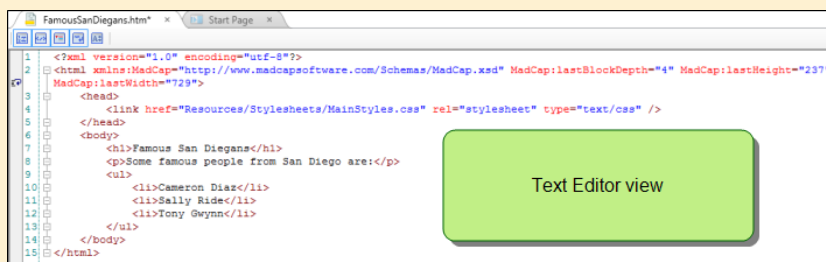 FamousSanDiegans.htm* × Start Page ×
1 <?xml version="1.0" encoding="utf-8"?>
2 <html xmlns:MadCap="http://www.madcapsoftware.com/Schemas/MadCap.xsd" MadCap:lastBlockDepth="4" MadCap:lastHeight="237"
MadCap:lastWidth="729">
3 <head>
4 <link href="Resources/Stylesheets/MainStyles.css" rel="stylesheet" type="text/css" />
5 </head>
6 <body>
7 <h1>Famous San Diegans</h1>
8 <p>Some famous people from San Diego are:</p>
9 <ul>
10 <li>Cameron Diaz</li>
11 <li>Sally Ride</li>
12 <li>Tony Gwynn</li>
13 </ul>
14 </body>
15 </html>
Text Editor view